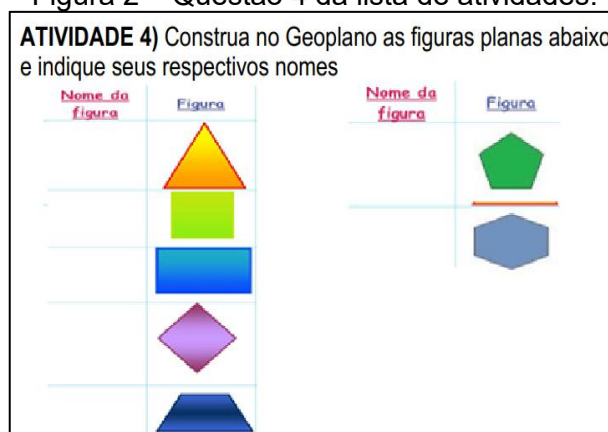 Figura 2 – Questão 4 da lista de atividades.
ATIVIDADE 4) Construa no Geoplano as figuras planas abaixo
e indique seus respectivos nomes
Nome da
figura
Figura
Nome da
figura
Figura